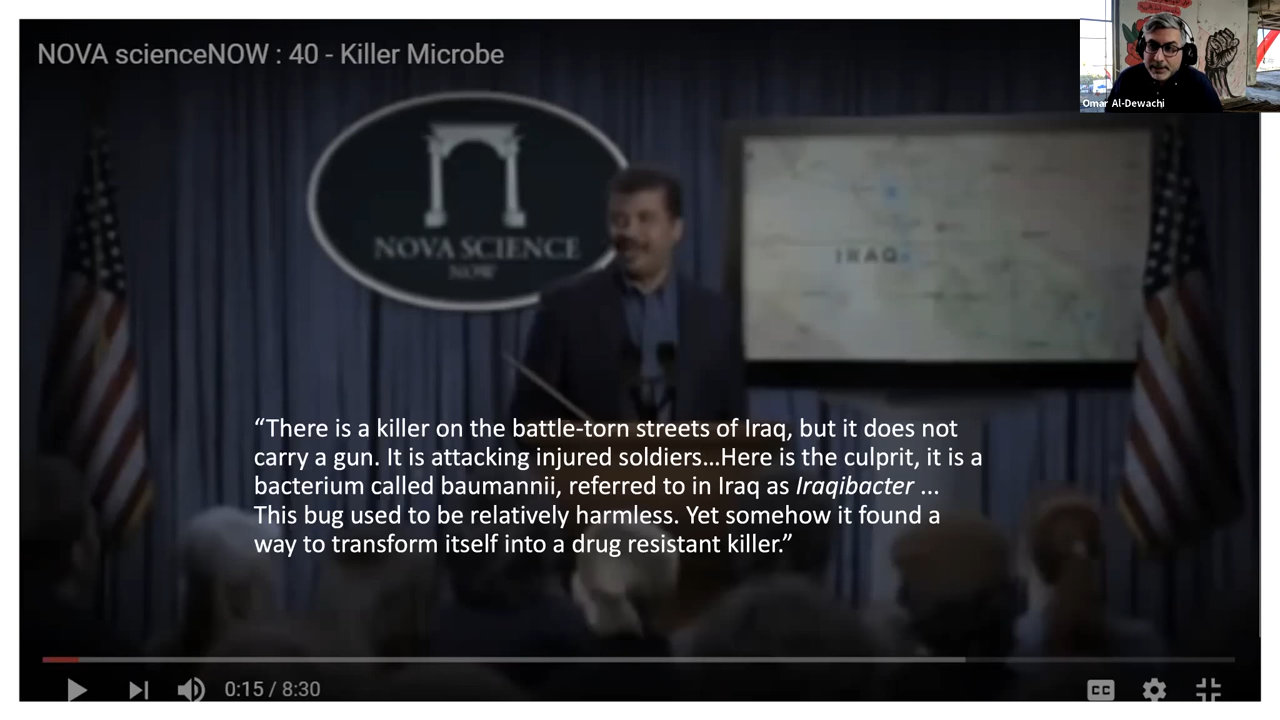 NOVA scienceNOW : 40 - Killer Microbe
Omar Al-Dewachi
NOVA SCIENCE
NOW
IRAQ
“There is a killer on the battle-torn streets of Iraq, but it does not
carry a gun. It is attacking injured soldiers…Here is the culprit, it is a
bacterium called baumannii, referred to in Iraq as Iraqibacter ...
This bug used to be relatively harmless. Yet somehow it found a
way to transform itself into a drug resistant killer.”
0:15 / 8:30
CC